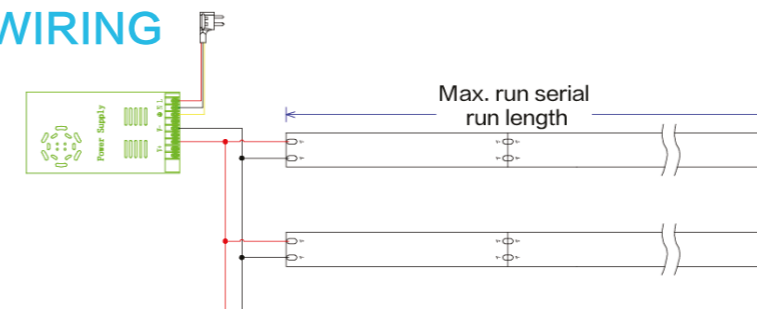 WIRING
Max. run serial
run length
Power Supply
L
V-
V+